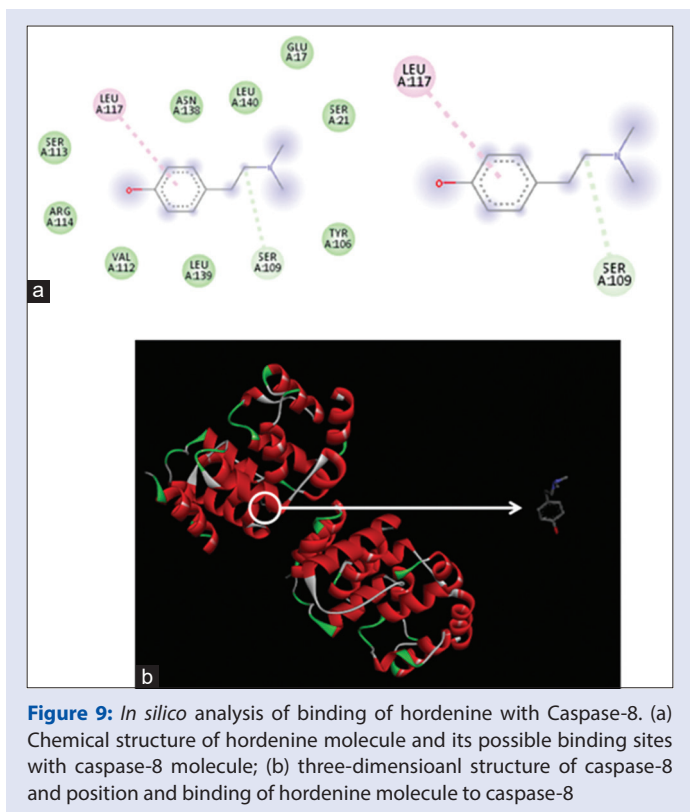 GLU
A:17
LEU
A:117
ASN
A:138
LEU
A:140
SER
A:21
SER
A:113
ARG
A:114
VAL
A:112
LEU
A:139
SER
A:109
TYR
A:106
O
N
a
LEU
A:117
O
N
SER
A:109
b
Figure 9: In silico analysis of binding of hordenine with Caspase-8. (a)
Chemical structure of hordenine molecule and its possible binding sites
with caspase-8 molecule; (b) three-dimensioanl structure of caspase-8
and position and binding of hordenine molecule to caspase-8